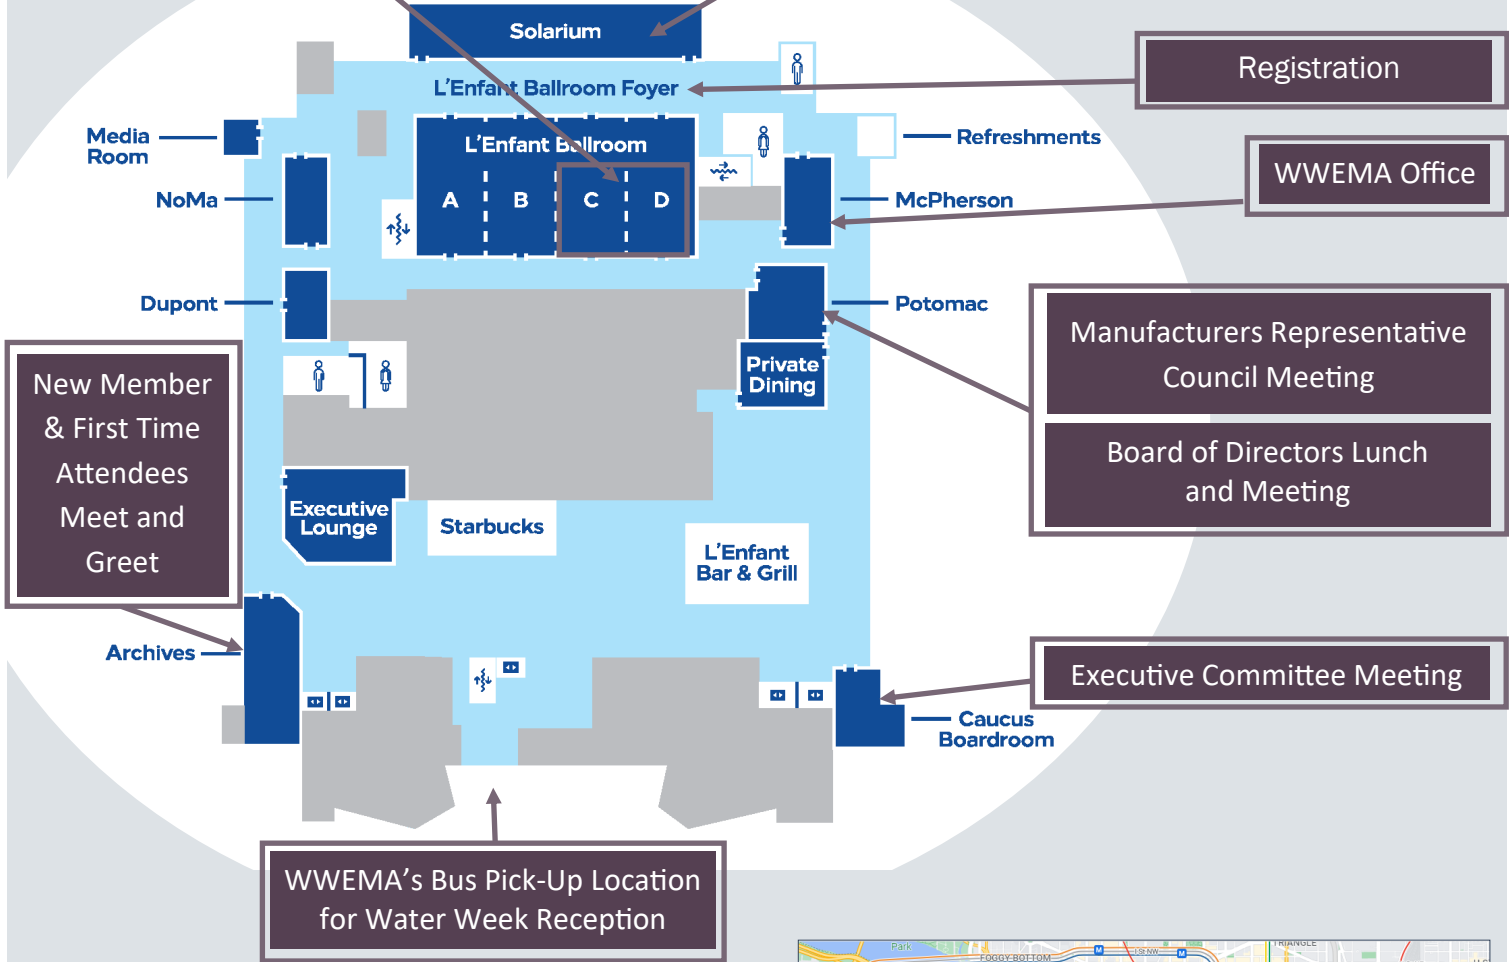 Solarium
L'Enfant Ballroom Foyer
Registration
Media
Room
L'Enfant Ballroom
Refreshments
WWEMA Office
NoMa
A
B
C
D
McPherson
Dupont
Potomac
Manufacturers Representative
Council Meeting
Board of Directors Lunch
and Meeting
Private
Dining
New Member
& First Time
Attendees
Meet and
Greet
Executive
Lounge
Starbucks
L'Enfant
Bar & Grill
Archives
Executive Committee Meeting
Caucus
Boardroom
WWEMA's Bus Pick-Up Location
for Water Week Reception
Park
FOGGY BOTTOM
M
I St NW
M
TRIANGLE